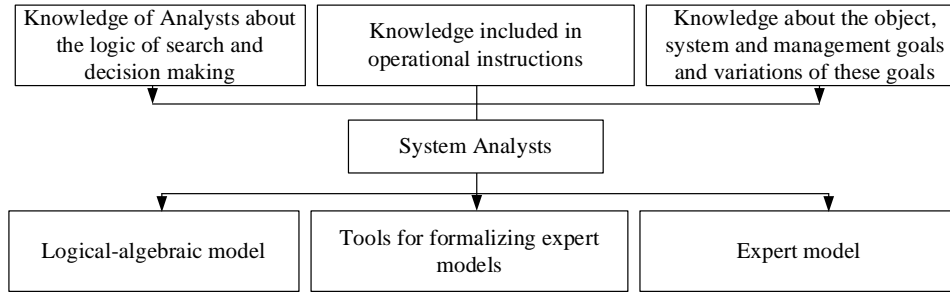 Knowledge of Analysts about
the logic of search and
decision making
Knowledge included in
operational instructions
Knowledge about the object,
system and management goals
and variations of these goals
System Analysts
Logical-algebraic model
Tools for formalizing expert
models
Expert model